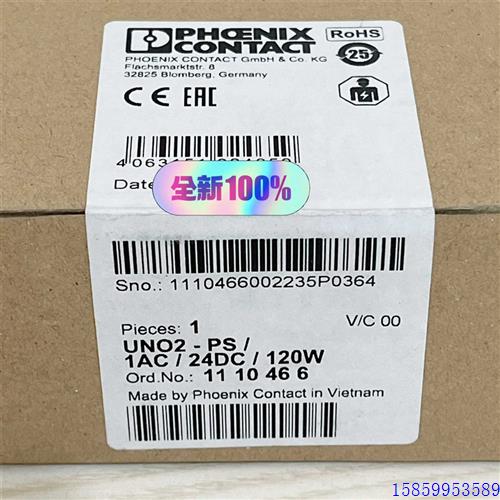 PHOENIX
CONTACT
PHOENIX CONTACT GmbH & Co. KG
Flachsmarktstr. 8
32825 Blomberg, Germany
RoHS
25
CE EAC
Date
全新100%
Sno.: 1110466002235P0364
Pieces: 1
V/C 00
UNO2 - PS /
1AC / 24DC / 120W
Ord.No.: 11 10 46 6
Made by Phoenix Contact in Vietnam
15859953589